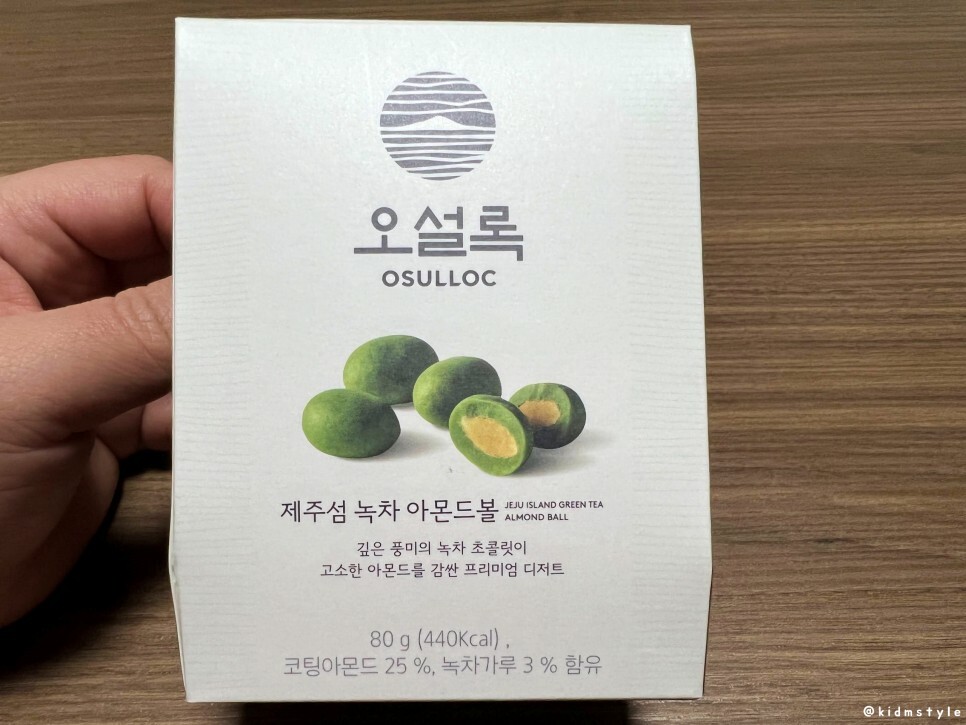 오설록
OSULLOC
제주섬 녹차 아몬드볼 JEJU ISLAND GREEN TEA
ALMOND BALL
깊은 풍미의 녹차 초콜릿이
고소한 아몬드를 감싼 프리미엄 디저트
80 g (440Kcal) ,
코팅아몬드 25 %, 녹차가루 3 % 함유
@kidmstyle